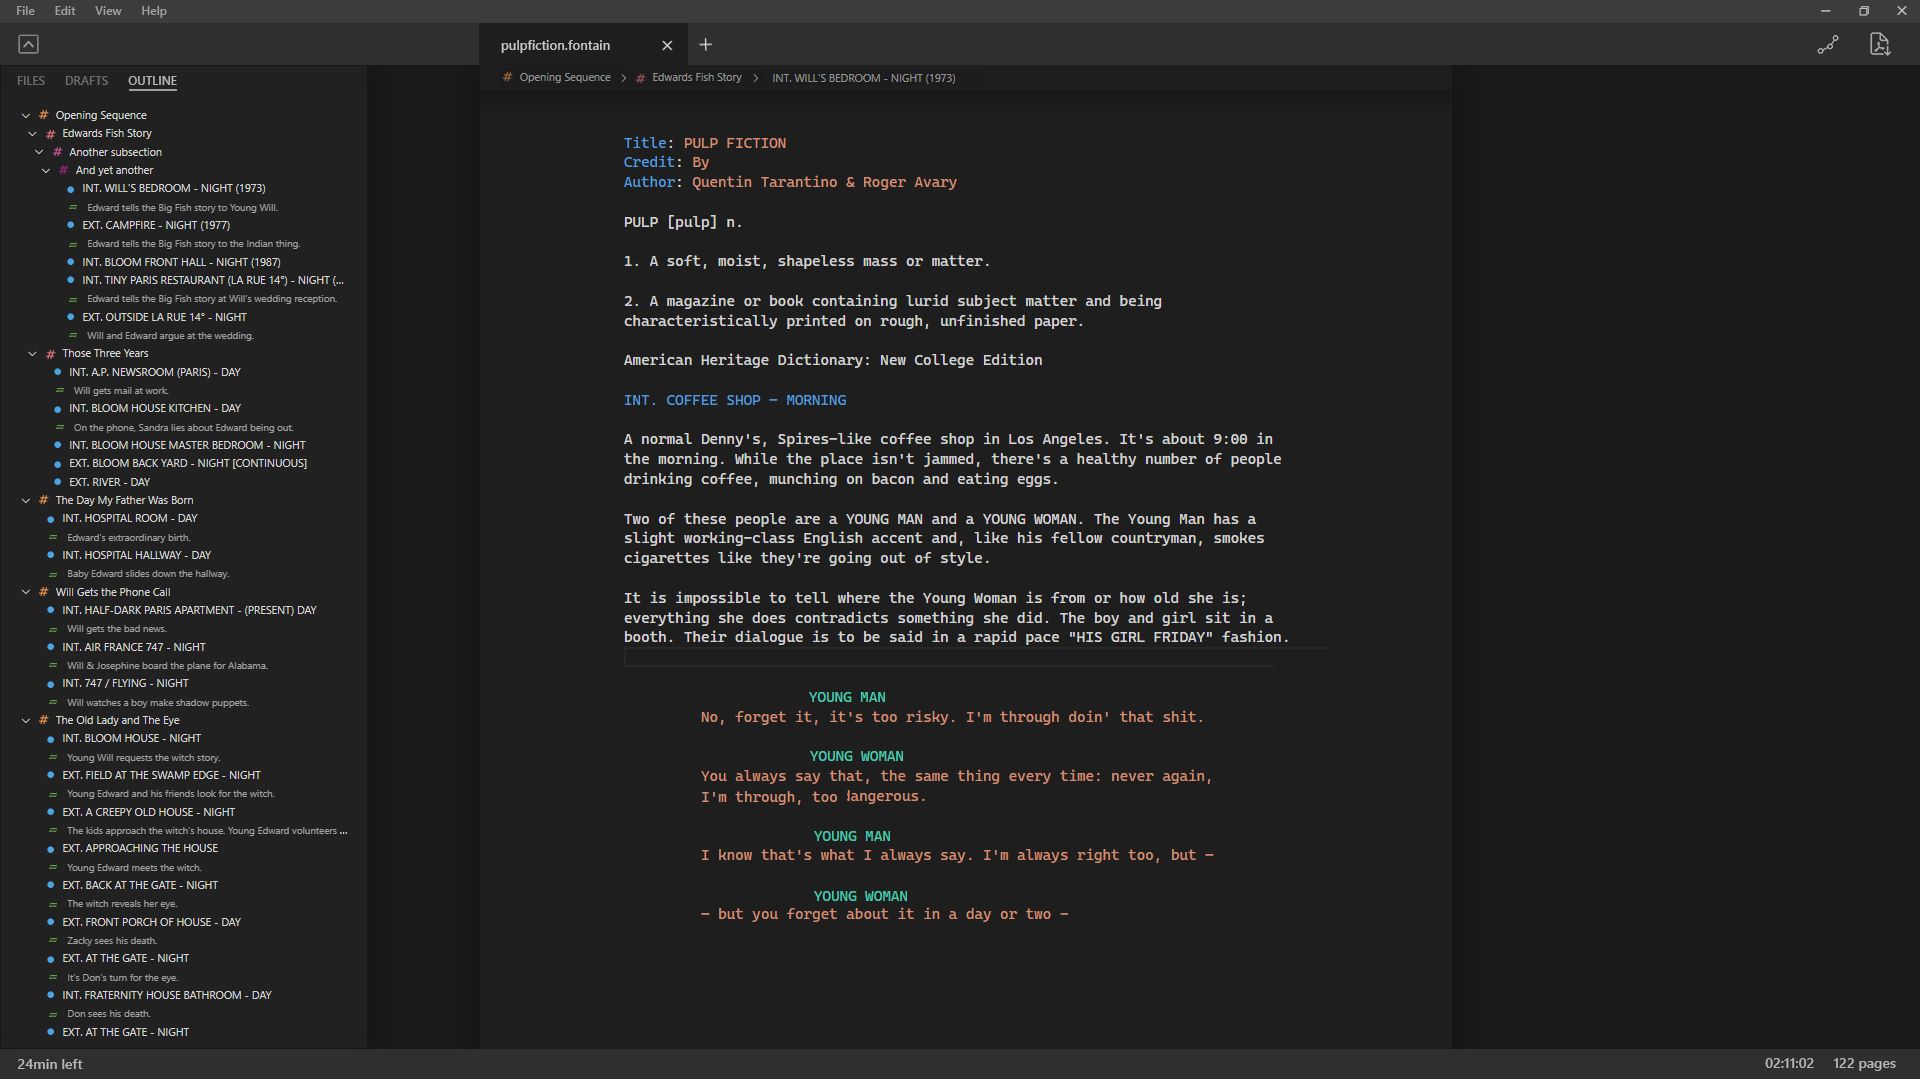 File Edit View Help
pulpfiction.fontain
FILES DRAFTS OUTLINE
# Opening Sequence
# Edwards Fish Story
# Another subsection
# And yet another
INT. WILL'S BEDROOM - NIGHT (1973)
= Edward tells the Big Fish story to Young Will.
EXT. CAMPFIRE - NIGHT (1977)
= Edward tells the Big Fish story to the Indian thing.
INT. BLOOM FRONT HALL - NIGHT (1987)
INT. TINY PARIS RESTAURANT (LA RUE 14°) - NIGHT (...
= Edward tells the Big Fish story at Will's wedding reception.
EXT. OUTSIDE LA RUE 14° - NIGHT
= Will and Edward argue at the wedding.
# Those Three Years
INT. A.P. NEWSROOM (PARIS) - DAY
= Will gets mail at work.
INT. BLOOM HOUSE KITCHEN - DAY
= On the phone, Sandra lies about Edward being out.
INT. BLOOM HOUSE MASTER BEDROOM - NIGHT
EXT. BLOOM BACK YARD - NIGHT [CONTINUOUS]
EXT. RIVER - DAY
# The Day My Father Was Born
INT. HOSPITAL ROOM - DAY
= Edward's extraordinary birth.
INT. HOSPITAL HALLWAY - DAY
= Baby Edward slides down the hallway.
# Will Gets the Phone Call
INT. HALF-DARK PARIS APARTMENT - (PRESENT) DAY
= Will gets the bad news.
INT. AIR FRANCE 747 - NIGHT
= Will & Josephine board the plane for Alabama.
INT. 747 / FLYING - NIGHT
= Will watches a boy make shadow puppets.
# The Old Lady and The Eye
INT. BLOOM HOUSE - NIGHT
= Young Will requests the witch story.
EXT. FIELD AT THE SWAMP EDGE - NIGHT
= Young Edward and his friends look for the witch.
EXT. A CREEPY OLD HOUSE - NIGHT
= The kids approach the witch's house. Young Edward volunteers ...
EXT. APPROACHING THE HOUSE
= Young Edward meets the witch.
EXT. BACK AT THE GATE - NIGHT
= The witch reveals her eye.
EXT. FRONT PORCH OF HOUSE - DAY
= Zacky sees his death.
EXT. AT THE GATE - NIGHT
= It's Don's turn for the eye.
INT. FRATERNITY HOUSE BATHROOM - DAY
= Don sees his death.
EXT. AT THE GATE - NIGHT
# Opening Sequence > # Edwards Fish Story > INT. WILL'S BEDROOM - NIGHT (1973)
Title: PULP FICTION
Credit: By
Author: Quentin Tarantino & Roger Avary
PULP [pulp] n.
1. A soft, moist, shapeless mass or matter.
2. A magazine or book containing lurid subject matter and being
characteristically printed on rough, unfinished paper.
American Heritage Dictionary: New College Edition
INT. COFFEE SHOP – MORNING
A normal Denny's, Spires-like coffee shop in Los Angeles. It's about 9:00 in
the morning. While the place isn't jammed, there's a healthy number of people
drinking coffee, munching on bacon and eating eggs.
Two of these people are a YOUNG MAN and a YOUNG WOMAN. The Young Man has a
slight working-class English accent and, like his fellow countryman, smokes
cigarettes like they're going out of style.
It is impossible to tell where the Young Woman is from or how old she is;
everything she does contradicts something she did. The boy and girl sit in a
booth. Their dialogue is to be said in a rapid pace "HIS GIRL FRIDAY" fashion.
YOUNG MAN
No, forget it, it's too risky. I'm through doin' that shit.
YOUNG WOMAN
You always say that, the same thing every time: never again,
I'm through, too dangerous.
YOUNG MAN
I know that's what I always say. I'm always right too, but –
YOUNG WOMAN
– but you forget about it in a day or two –
24min left
02:11:02 122 pages